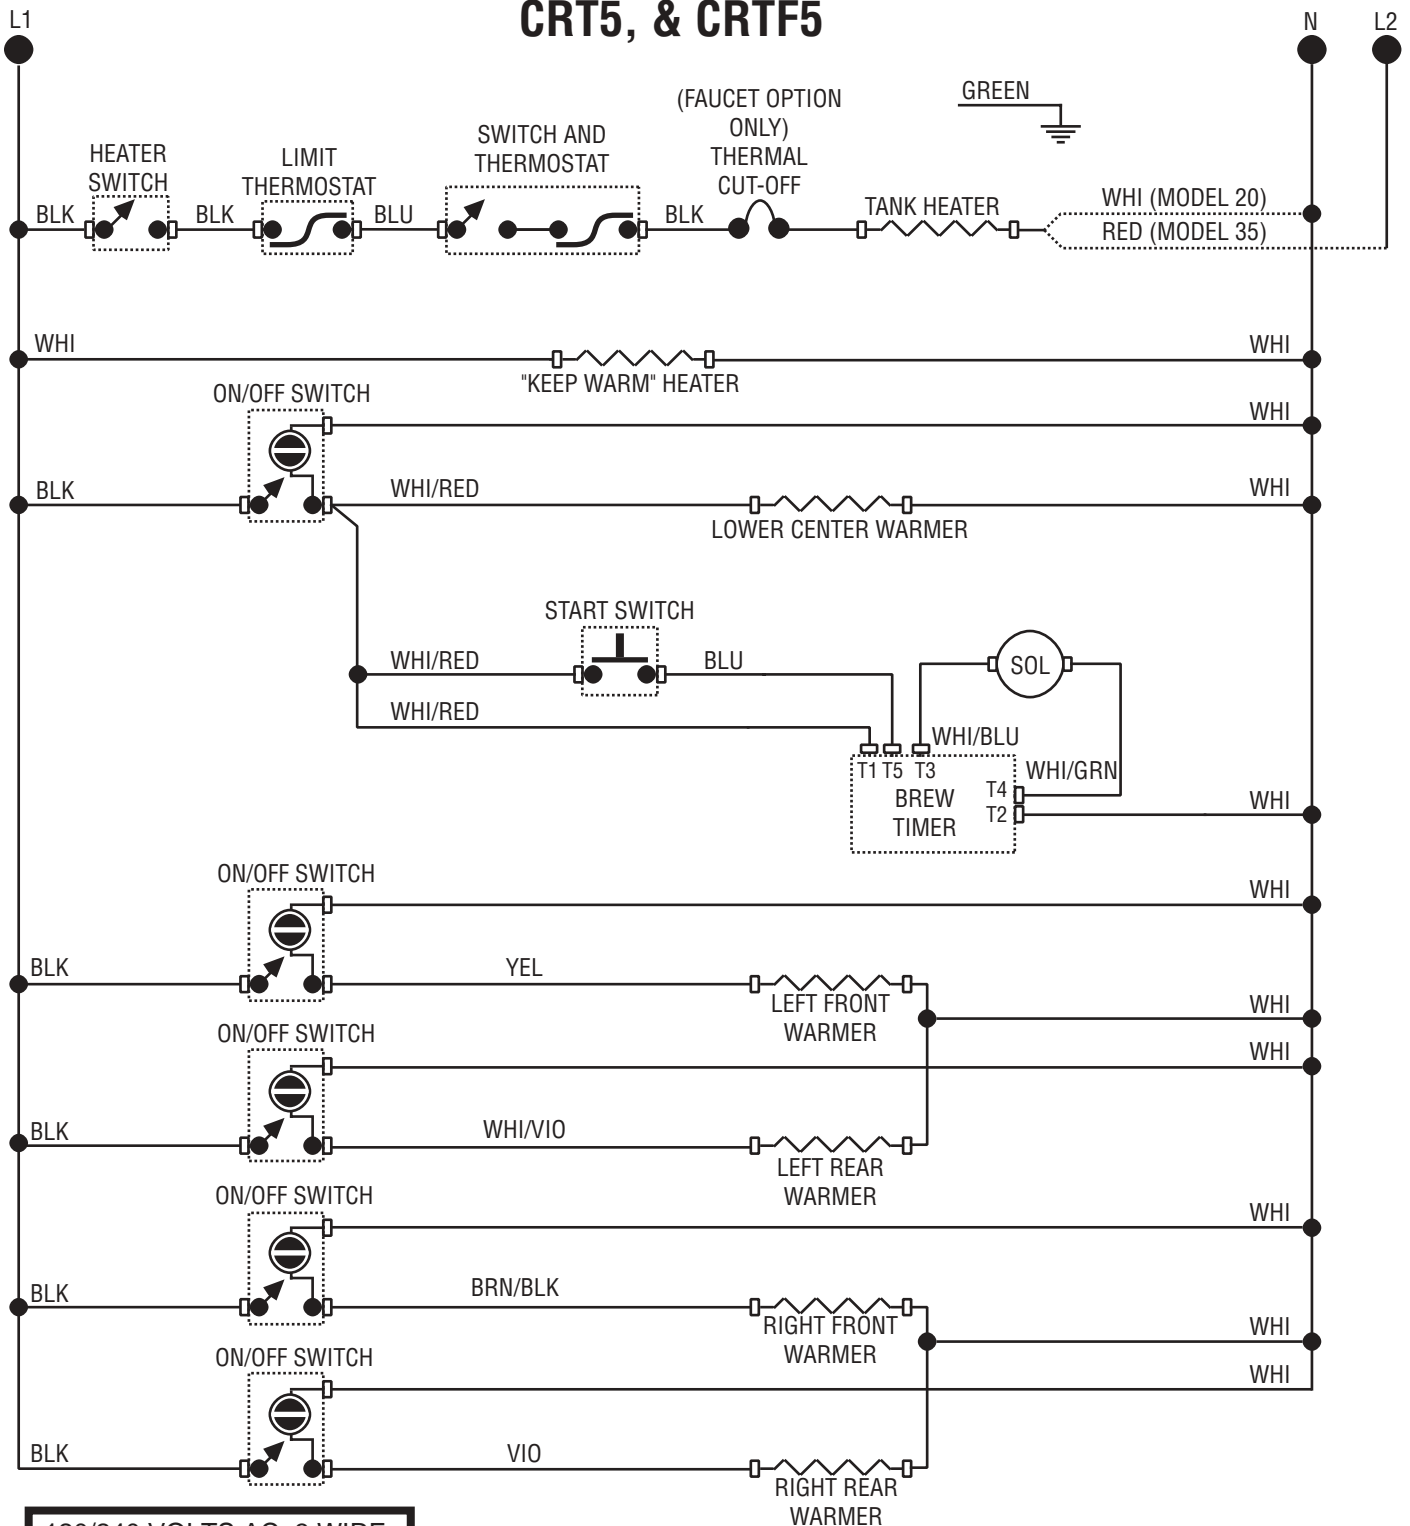 CRT5, & CRTF5
L1
N
L2
GREEN
(FAUCET OPTION
ONLY)
THERMAL
CUT-OFF
SWITCH AND
THERMOSTAT
HEATER
SWITCH
LIMIT
THERMOSTAT
BLK
BLK
BLU
BLK
TANK HEATER
WHI (MODEL 20)
RED (MODEL 35)
WHI
WHI
"KEEP WARM" HEATER
ON/OFF SWITCH
WHI
BLK
WHI/RED
WHI
LOWER CENTER WARMER
START SWITCH
WHI/RED
BLU
SOL
WHI/RED
WHI/BLU
T1 T5 T3
WHI/GRN
BREW
TIMER
T4
T2
WHI
ON/OFF SWITCH
WHI
BLK
YEL
LEFT FRONT
WARMER
WHI
ON/OFF SWITCH
WHI
BLK
WHI/VIO
LEFT REAR
WARMER
ON/OFF SWITCH
WHI
BLK
BRN/BLK
RIGHT FRONT
WARMER
WHI
ON/OFF SWITCH
WHI
BLK
VIO
RIGHT REAR
WARMER